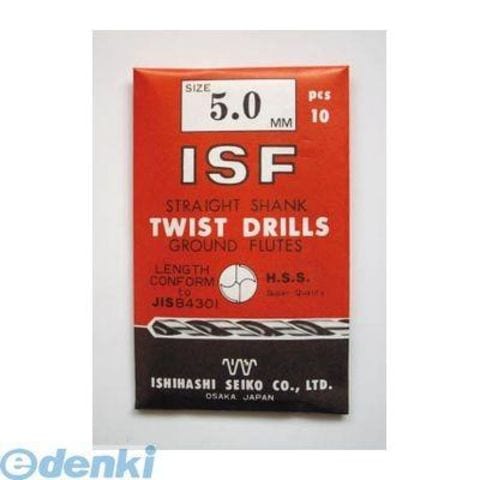 SIZE
5.0
MM
pcs
10
ISF
STRAIGHT SHANK
TWIST DRILLS
GROUND FLUTES
LENGTH
CONFORM
to
JISB4301
H.S.S.
Super Quality
ISHIHASHI SEIKO CO., LTD.
OSAKA, JAPAN
edenki